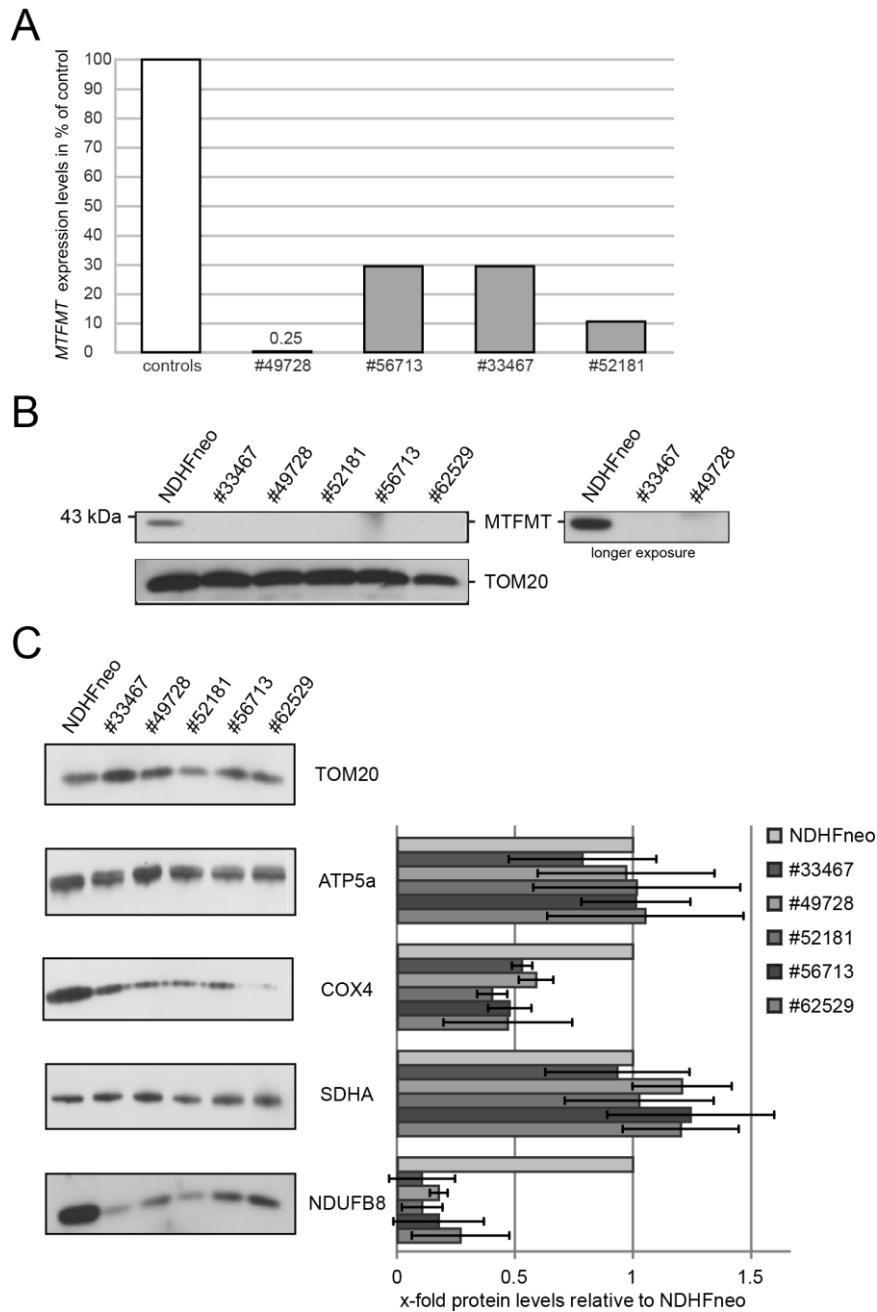 A
MTFMT expression levels in % of control
100
90
80
70
60
50
40
30
20
10
0
0.25
controls #49728 #56713 #33467 #52181
B
NDHFneo #33467 #49728 #52181 #56713 #62529
NDHFneo #33467 #49728
43 kDa
MTFMT
longer exposure
TOM20
C
NDHFneo #33467 #49728 #52181 #56713 #62529
TOM20
ATP5a
COX4
SDHA
NDUFB8
NDHFneo
#33467
#49728
#52181
#56713
#62529
0 0.5 1 1.5
x-fold protein levels relative to NDHFneo